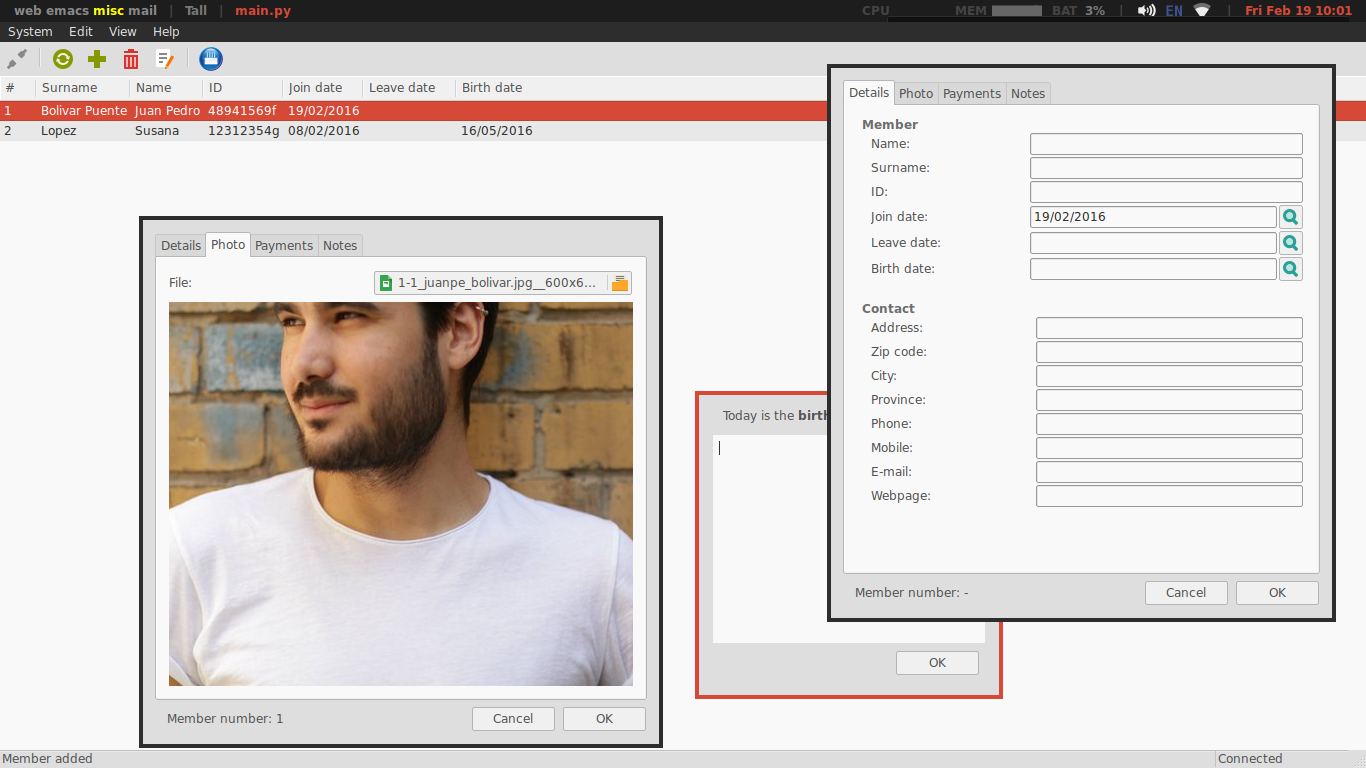 web emacs misc mail | Tall | main.py CPU MEM BAT 3% | EN | Fri Feb 19 10:01
System Edit View Help
# Surname Name ID Join date Leave date Birth date
1 Bolivar Puente Juan Pedro 48941569f 19/02/2016
2 Lopez Susana 12312354g 08/02/2016 16/05/2016
Details Photo Payments Notes
File: 1-1_juanpe_bolivar.jpg__600x6...
Member number: 1 Cancel OK
Today is the birth
OK
Details Photo Payments Notes
Member
Name:
Surname:
ID:
Join date: 19/02/2016
Leave date:
Birth date:
Contact
Address:
Zip code:
City:
Province:
Phone:
Mobile:
E-mail:
Webpage:
Member number: - Cancel OK
Member added Connected